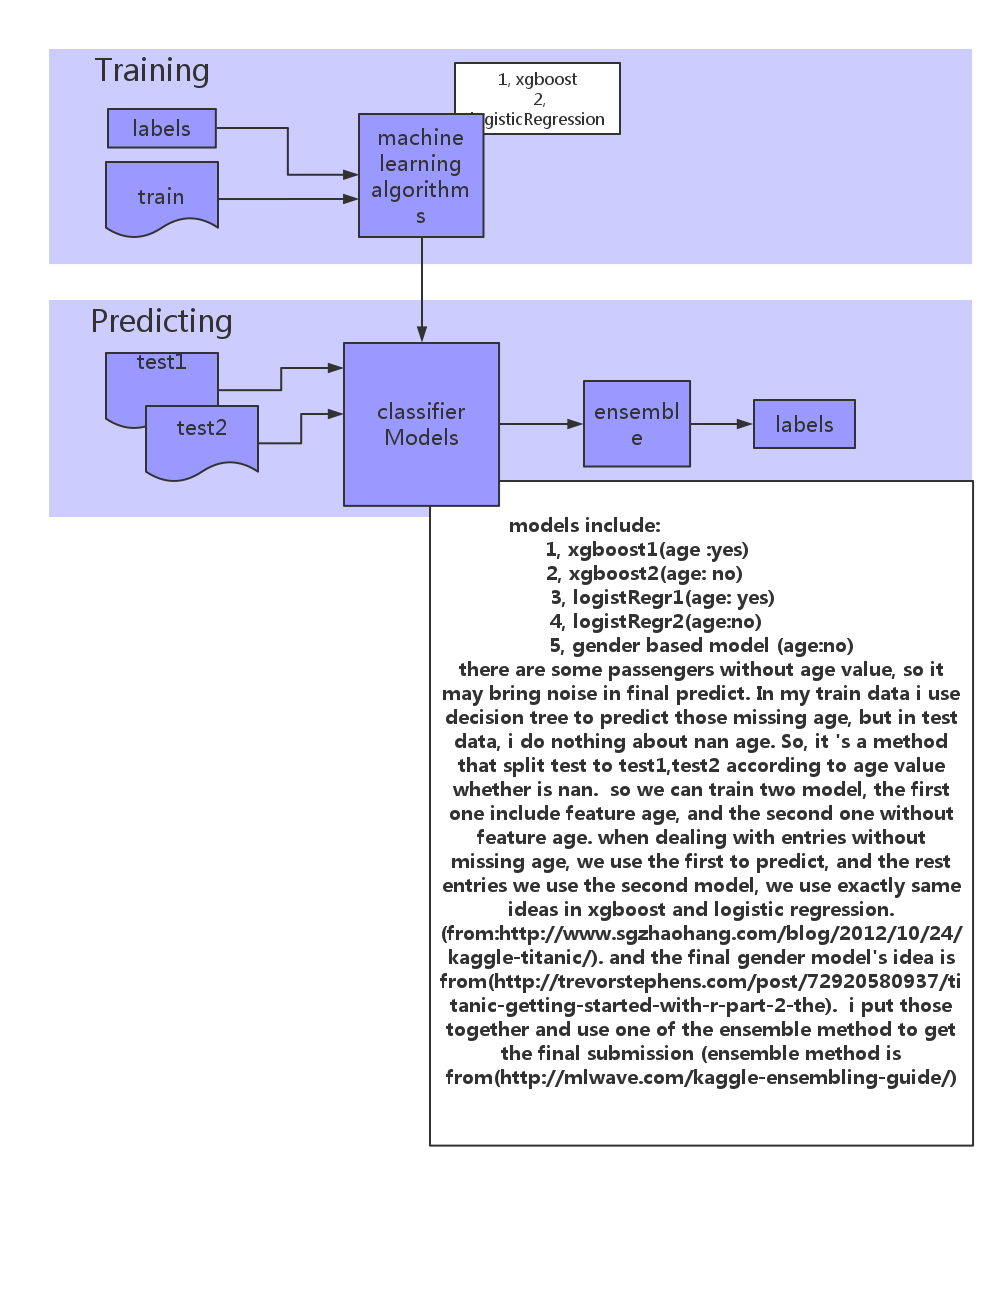 Training
1, xgboost
2,
logisticRegression
labels
machine
learning
algorithm
s
train
Predicting
test1
test2
classifier
Models
ensembl
e
labels
models include:
1, xgboost1(age :yes)
2, xgboost2(age: no)
3, logistRegr1(age: yes)
4, logistRegr2(age:no)
5, gender based model (age:no)
there are some passengers without age value, so it
may bring noise in final predict. In my train data i use
decision tree to predict those missing age, but in test
data, i do nothing about nan age. So, it 's a method
that split test to test1,test2 according to age value
whether is nan.  so we can train two model, the first
one include feature age, and the second one without
feature age. when dealing with entries without
missing age, we use the first to predict, and the rest
entries we use the second model, we use exactly same
ideas in xgboost and logistic regression.
(from:http://www.sgzhaohang.com/blog/2012/10/24/
kaggle-titanic/). and the final gender model's idea is
from(http://trevorstephens.com/post/72920580937/ti
tanic-getting-started-with-r-part-2-the).  i put those
together and use one of the ensemble method to get
the final submission (ensemble method is
from(http://mlwave.com/kaggle-ensembling-guide/)